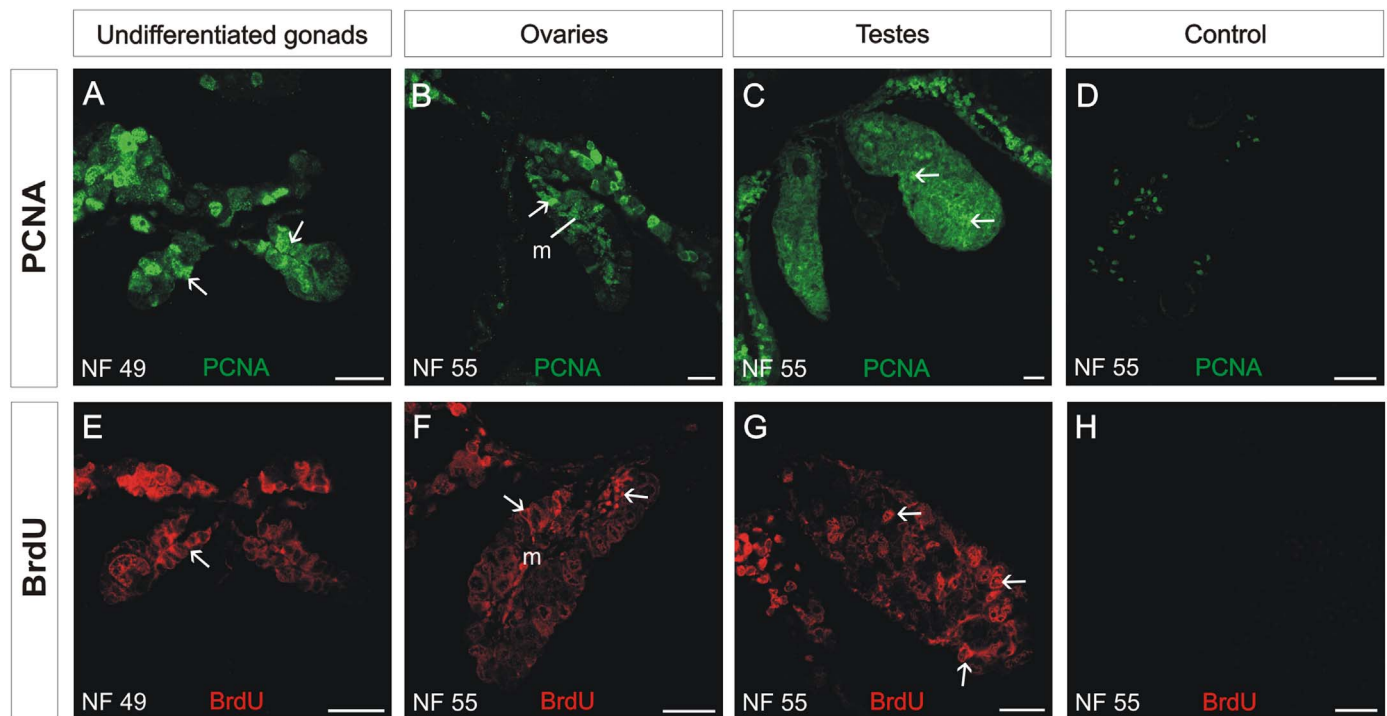 Undifferentiated gonads
Ovaries
Testes
Control
PCNA
A
B
C
D
m
NF 49
PCNA
NF 55
PCNA
NF 55
PCNA
NF 55
PCNA
BrdU
E
F
G
H
m
NF 49
BrdU
NF 55
BrdU
NF 55
BrdU
NF 55
BrdU